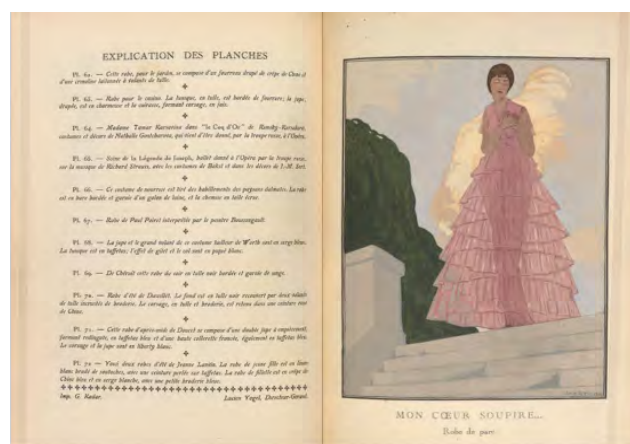 EXPLICATION DES PLANCHES
Pl. 62. — Cette robe, pour le jardin, se compose d'un fourreau drapé de crêpe de Chine et
d'une crinoline laitonnée à volants de tulle.
Pl. 63. — Robe pour le casino. La tunique, en tulle, est bordée de fourrure; la jupe,
drapée, est en charmeuse et la ceinture, formant corsage, en jais.
Pl. 64. — Madame Tamar Karsavina dans "le Coq d'Or" de Rimsky-Korsakow,
costumes et décors de Nathalie Gontcharova, qui vient d'être donné, par la troupe russe, à l'Opéra.
Pl. 65. — Scène de la Légende de Joseph, ballet donné à l'Opéra par la troupe russe,
sur la musique de Richard Strauss, avec les costumes de Bakst et dans les décors de J.-M. Sert.
Pl. 66. — Ce costume de nourrice est tiré des habillements des paysans dalmates. La robe
est en bure bordée et garnie d'un galon de laine, et la chemise en toile écrue.
Pl. 67. — Robe de Paul Poiret interprétée par le peintre Boussingault.
Pl. 68. — La jupe et le grand volant de ce costume tailleur de Worth sont en serge bleue.
La tunique est en taffetas; l'effet de gilet et le col sont en piqué blanc.
Pl. 69. — De Chéruit cette robe du soir en tulle noir bordée et garnie de singe.
Pl. 70. — Robe d'été de Dœuillet. Le fond est en tulle noir recouvert par deux volants
de tulle incrusté de broderie. Le corsage, en tulle et broderie, est retenu dans une ceinture rose
de Chine.
Pl. 71. — Cette robe d'après-midi de Doucet se compose d'une double jupe à empiècement,
formant redingote, en taffetas bleu et d'une haute collerette froncée, également en taffetas bleu.
Le corsage et la jupe sont en liberty blanc.
Pl. 72 — Voici deux robes d'été de Jeanne Lanvin. La robe de jeune fille est en linon
blanc brodé de soutaches, avec une ceinture perlée sur taffetas. La robe de fillette est en crêpe de
Chine bleu et en serge blanche, avec une petite broderie bleue.
Imp. G. Kadar. Lucien Vogel, Directeur-Gérant.
MON CŒUR SOUPIRE...
Robe de parc